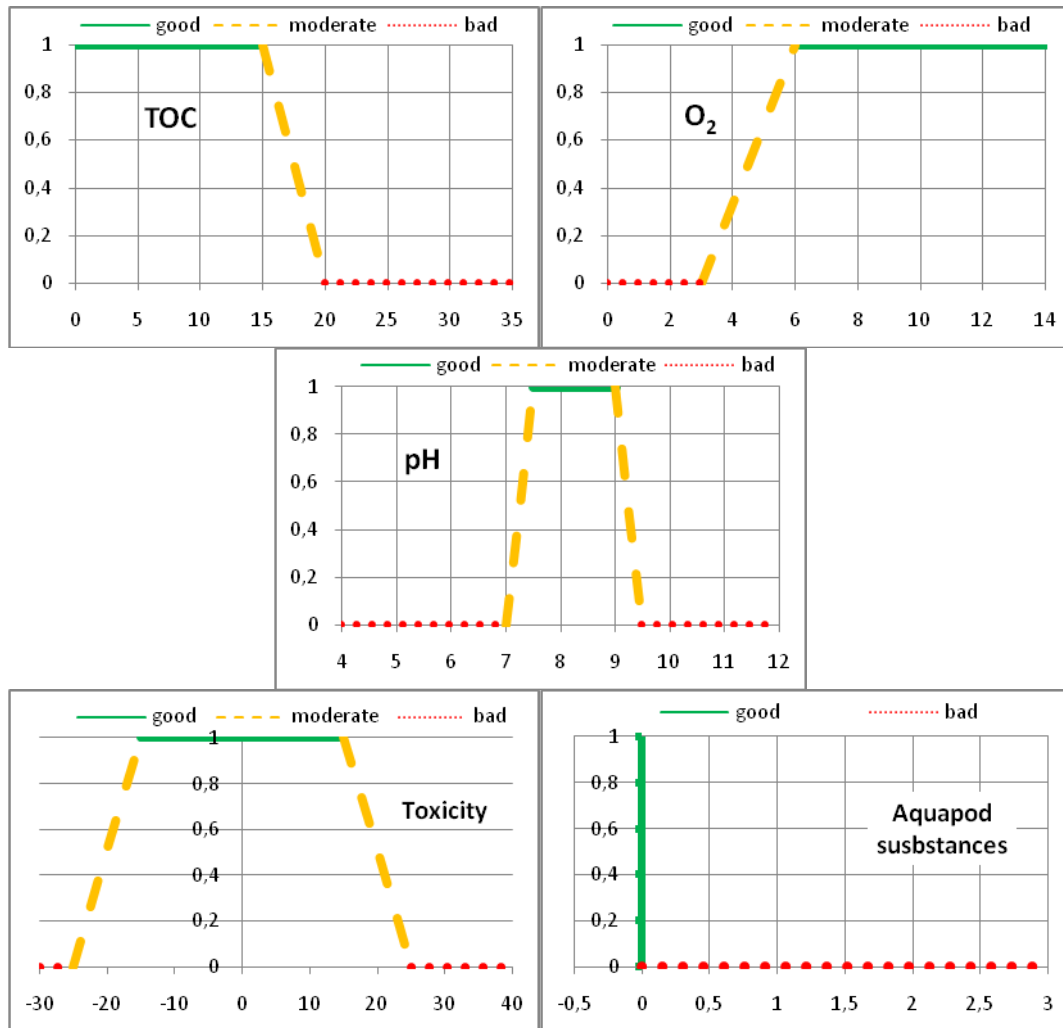 good moderate bad
1
0,8
0,6
0,4
0,2
0
TOC
0 5 10 15 20 25 30 35
good moderate bad
1
0,8
0,6
0,4
0,2
0
O₂
0 2 4 6 8 10 12 14
good moderate bad
1
0,8
0,6
0,4
0,2
0
pH
4 5 6 7 8 9 10 11 12
good moderate bad
1
0,8
0,6
0,4
0,2
0
Toxicity
-30 -20 -10 0 10 20 30 40
good bad
1
0,8
0,6
0,4
0,2
0
Aquapod
susbstances
-0,5 0 0,5 1 1,5 2 2,5 3